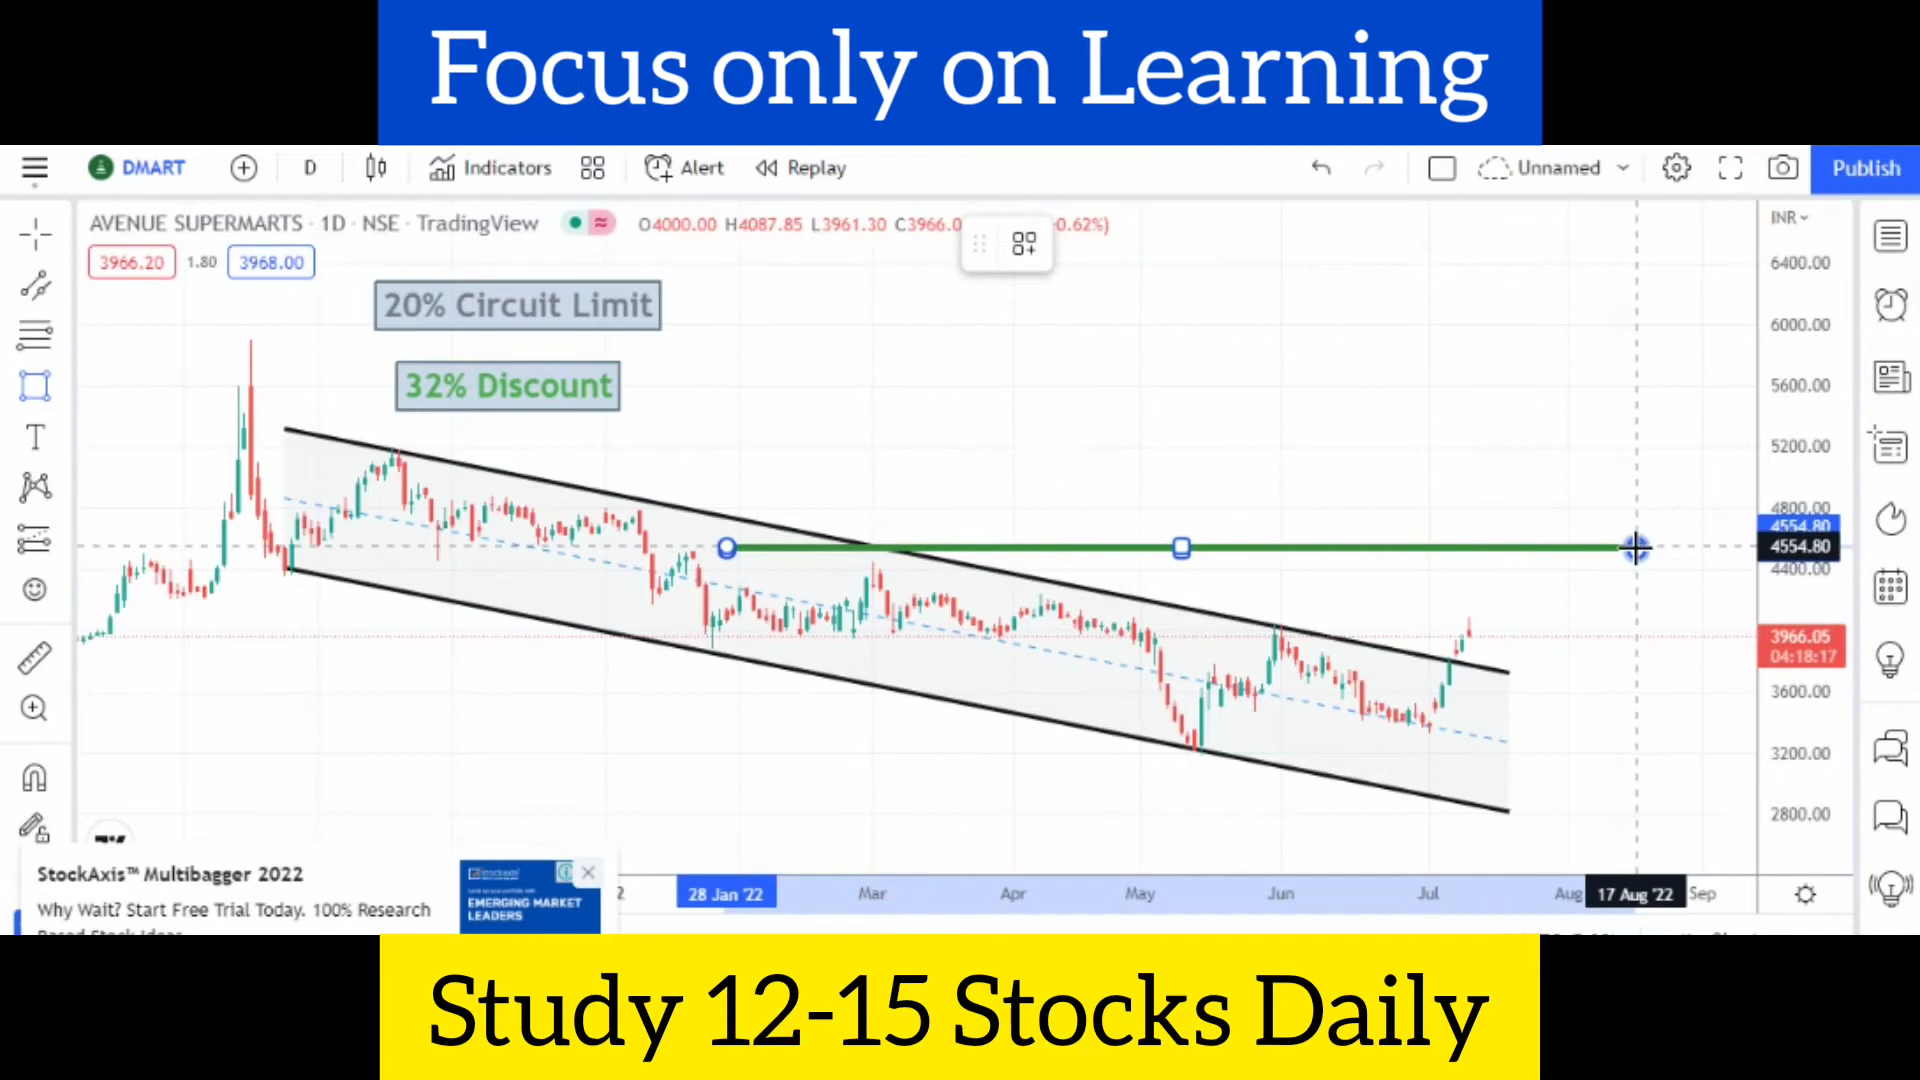 Focus only on Learning
DMART
D
Indicators
Alert
Replay
Unnamed
Publish
AVENUE SUPERMARTS · 1D · NSE · TradingView
O4000.00 H4087.85 L3961.30 C3966.0
-0.62%)
INR
3966.20 1.80 3968.00
20% Circuit Limit
32% Discount
6400.00
6000.00
5600.00
5200.00
4800.00
4554.80
4554.80
4400.00
3966.05
04:18:17
3600.00
3200.00
2800.00
StockAxis™ Multibagger 2022
Why Wait? Start Free Trial Today. 100% Research
Based Stock Ideas
EMERGING MARKET
LEADERS
2 28 Jan '22 Mar Apr May Jun Jul Aug 17 Aug '22 Sep
Study 12-15 Stocks Daily